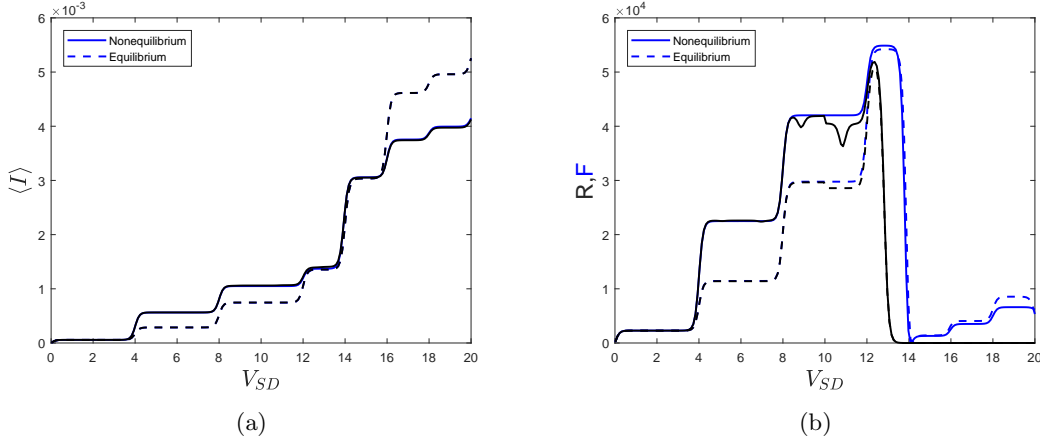 ×10⁻³
6
5
4
3
2
1
0
⟨I⟩
Nonequilibrium
Equilibrium
0 2 4 6 8 10 12 14 16 18 20
V_SD
(a)
×10⁴
6
5
4
3
2
1
0
R,F
Nonequilibrium
Equilibrium
0 2 4 6 8 10 12 14 16 18 20
V_SD
(b)